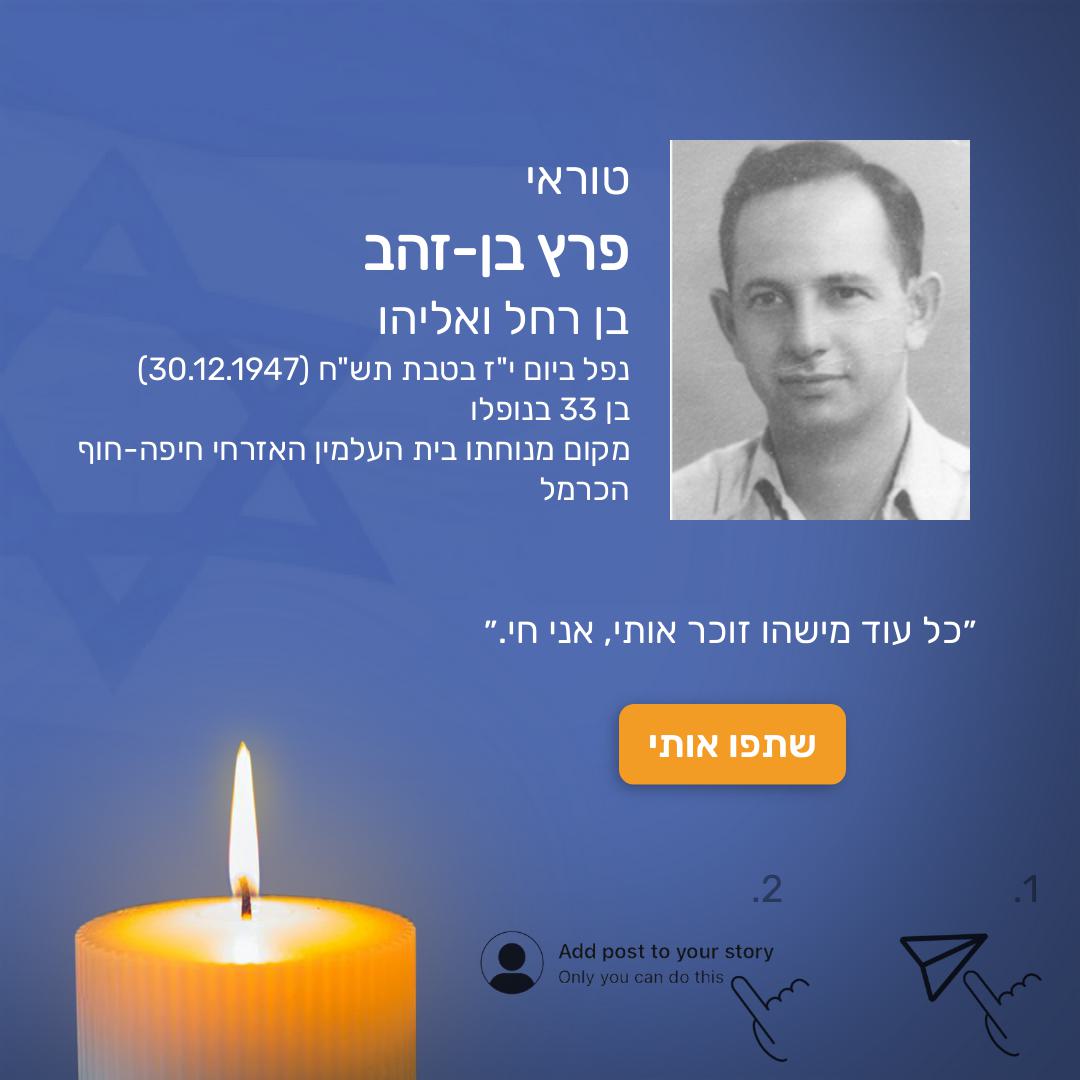 טוראי
פרץ בן-זהב
בן רחל ואליהו
נפל ביום י"ז בטבת תש"ח (30.12.1947)
בן 33 בנופלו
מקום מנוחתו בית העלמין האזרחי חיפה-חוף
הכרמל
״כל עוד מישהו זוכר אותי, אני חי.״
שתפו אותי
.1
.2
Add post to your story
Only you can do this